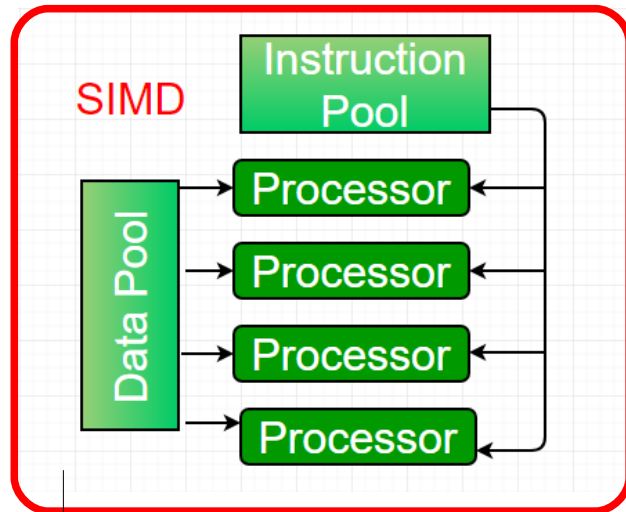 SIMD
Instruction
Pool
Data Pool
Processor
Processor
Processor
Processor